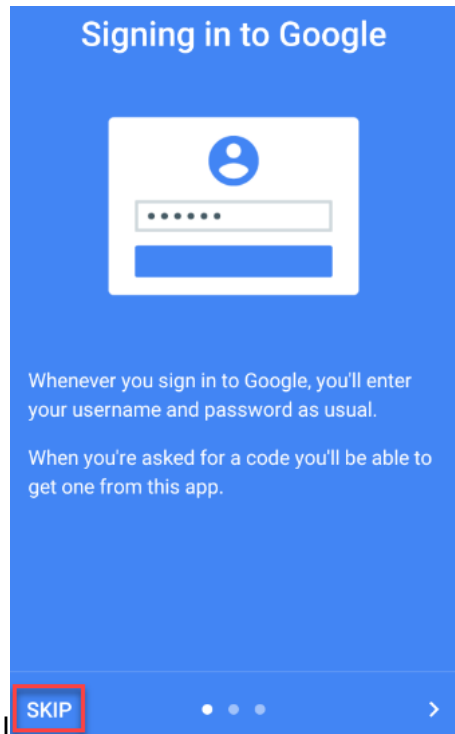 Signing in to Google
Whenever you sign in to Google, you'll enter
your username and password as usual.
When you're asked for a code you'll be able to
get one from this app.
SKIP